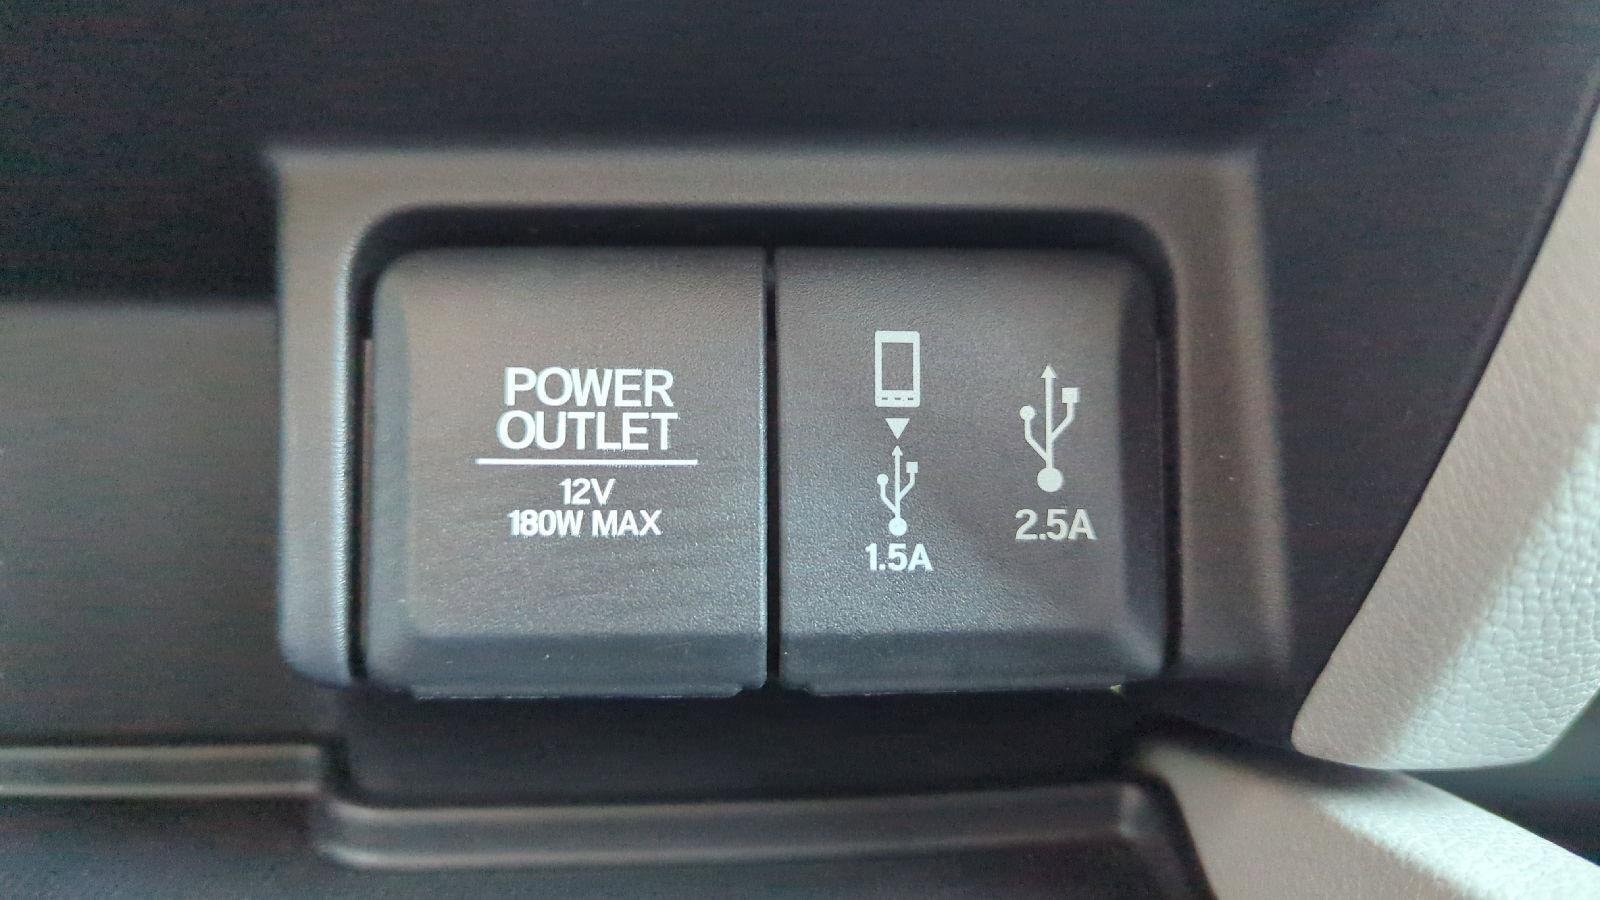 POWER
OUTLET
12V
180W MAX
1.5A
2.5A